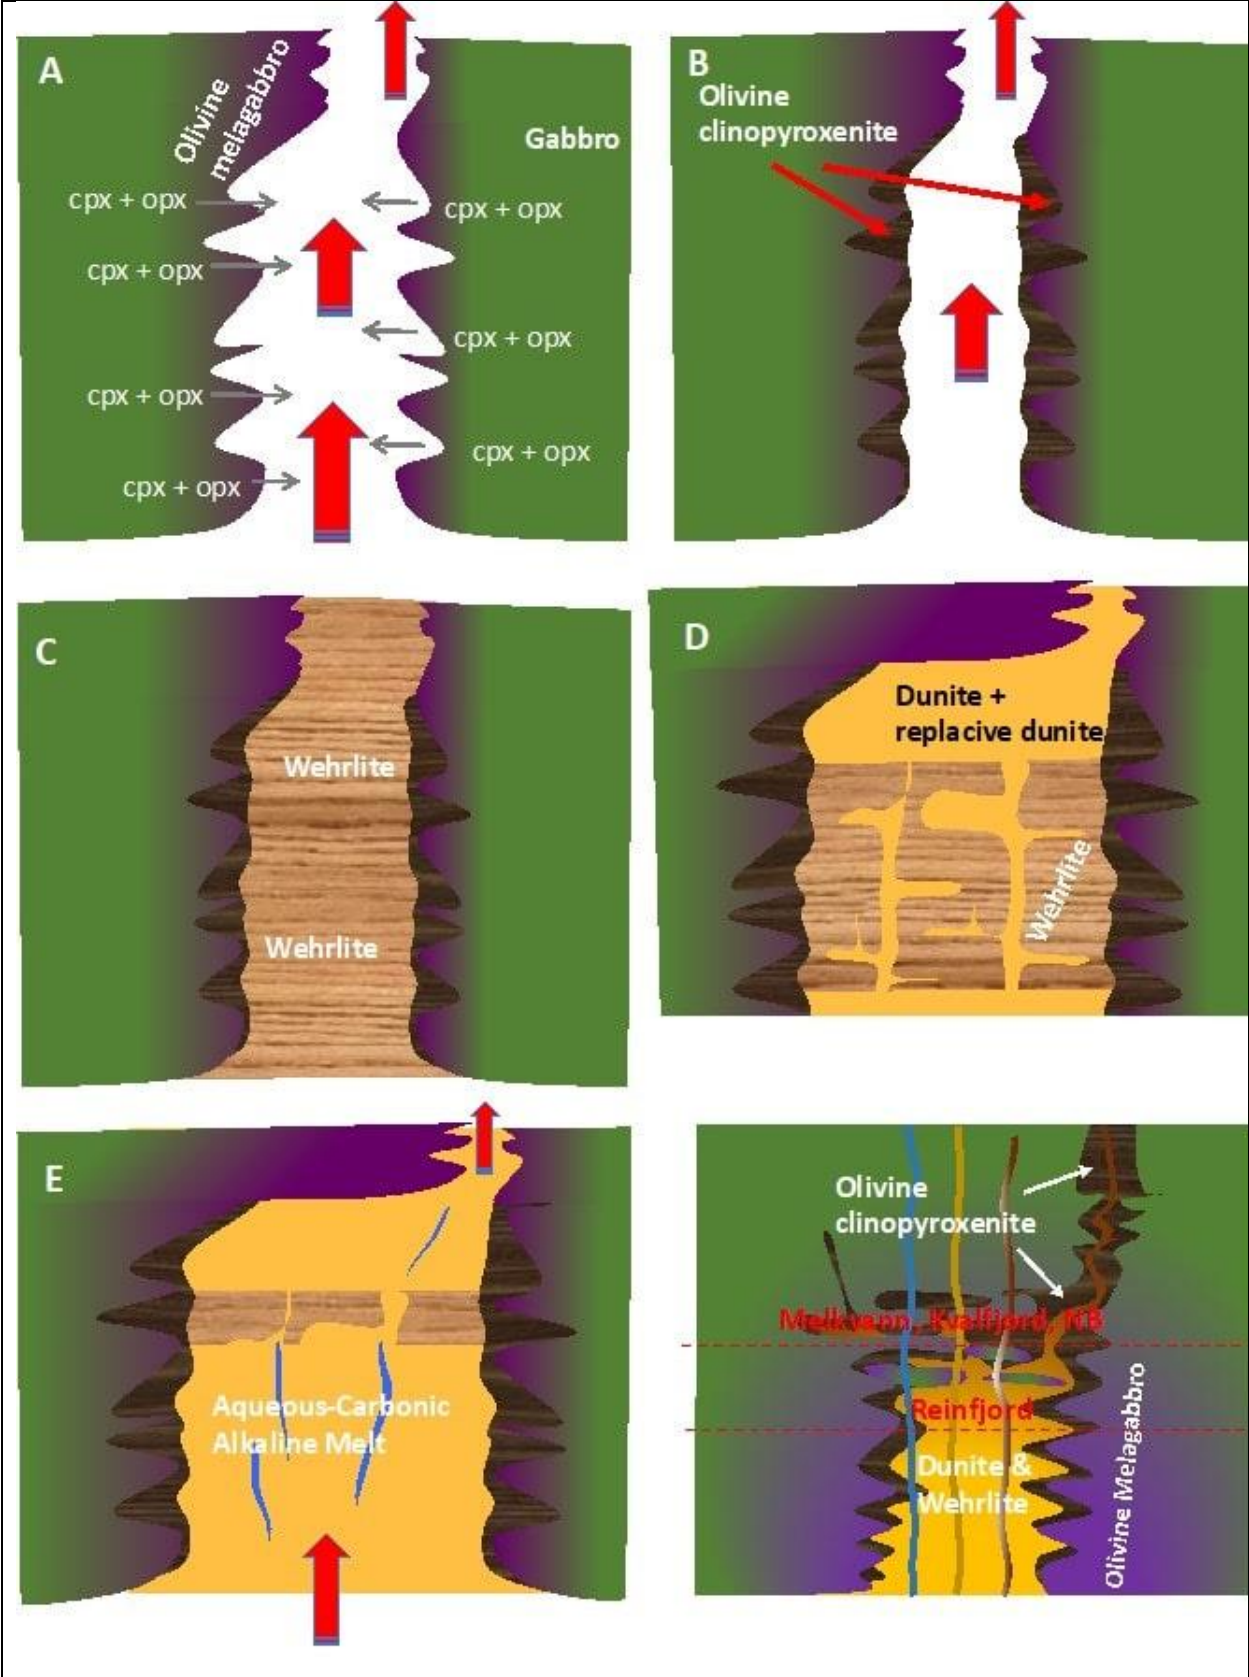 A
Olivine
melagabbro
Gabbro
cpx + opx
cpx + opx
cpx + opx
cpx + opx
cpx + opx
cpx + opx
cpx + opx
B
Olivine
clinopyroxenite
C
Wehrlite
Wehrlite
D
Dunite +
replacive dunite
Wehrlite
E
Aqueous-Carbonic
Alkaline Melt
Olivine
clinopyroxenite
Melkvann, Kvalfjord, NB
Reinfjord
Dunite &
Wehrlite
Olivine Melagabbro